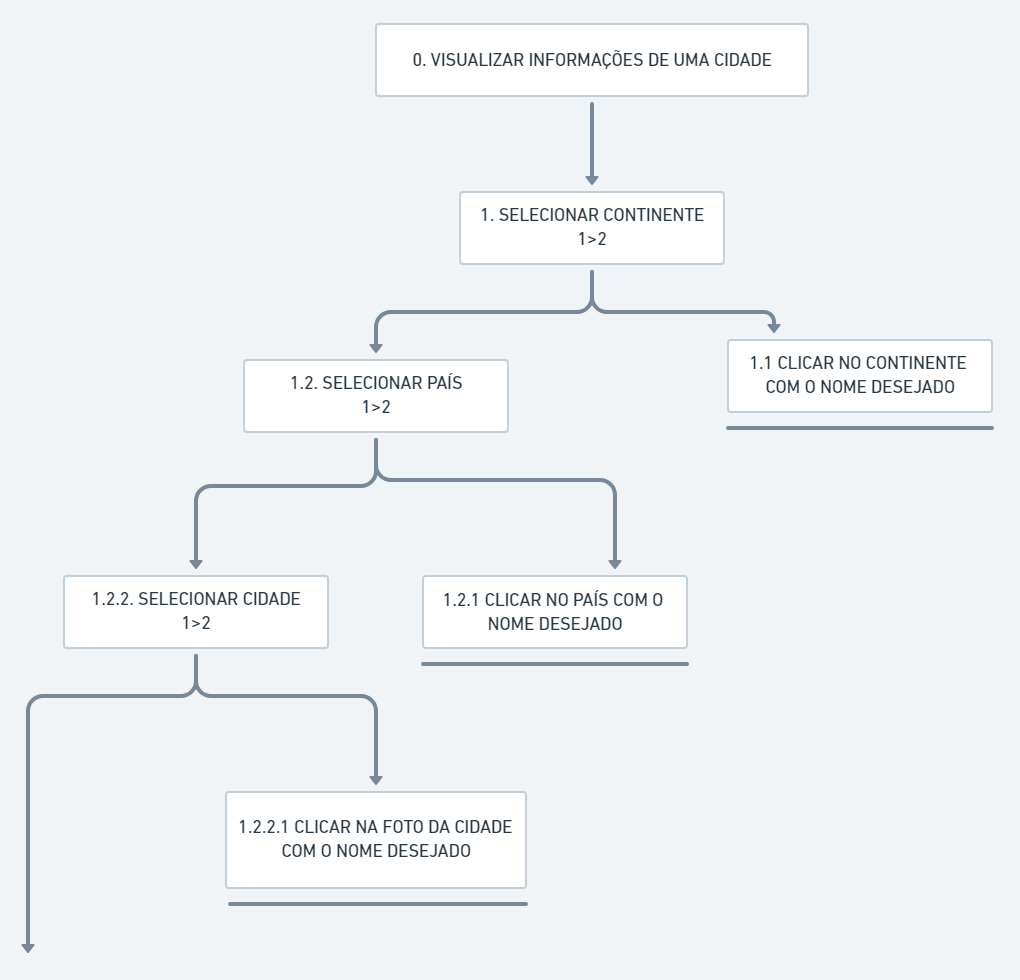 0. VISUALIZAR INFORMAÇÕES DE UMA CIDADE
1. SELECIONAR CONTINENTE
1>2
1.2. SELECIONAR PAÍS
1>2
1.1 CLICAR NO CONTINENTE
COM O NOME DESEJADO
1.2.2. SELECIONAR CIDADE
1>2
1.2.1 CLICAR NO PAÍS COM O
NOME DESEJADO
1.2.2.1 CLICAR NA FOTO DA CIDADE
COM O NOME DESEJADO